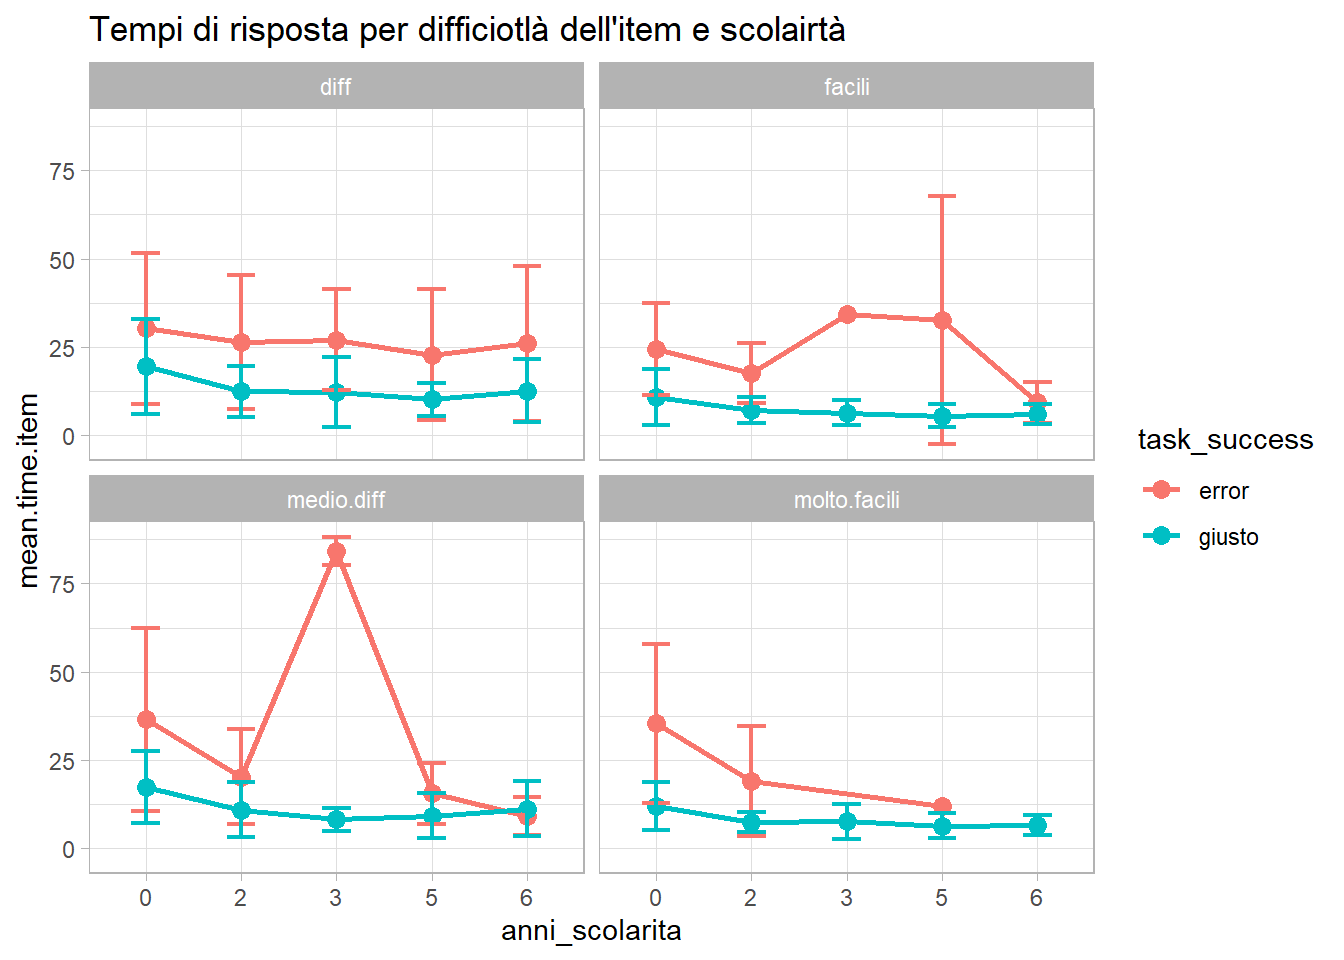 Tempi di risposta per difficiotlà dell'item e scolairtà
diff
facili
75
50
25
0
medio.diff
molto.facili
75
50
25
0
0 2 3 5 6
0 2 3 5 6
anni_scolarita
mean.time.item
task_success
error
giusto